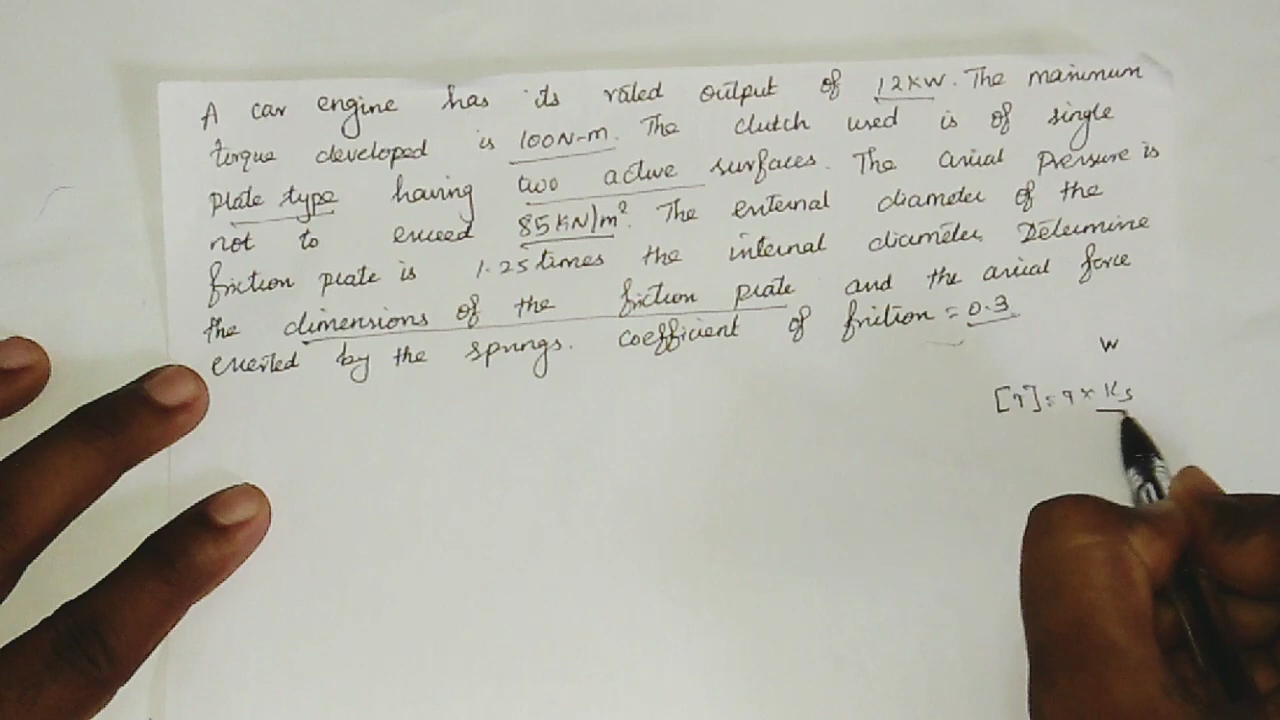 A car engine has its rated output of 12KW. The maximum
torque developed is 100N-m. The clutch used is of single
plate type having two active surfaces. The axial Pressure is
not to exceed 85KN/m². The external diameter of the
friction plate is 1.25times the internal diameter. Determine
the dimensions of the friction plate and the axial force
exerted by the springs. coefficient of frition = 0.3
W
[T] = T × Ks